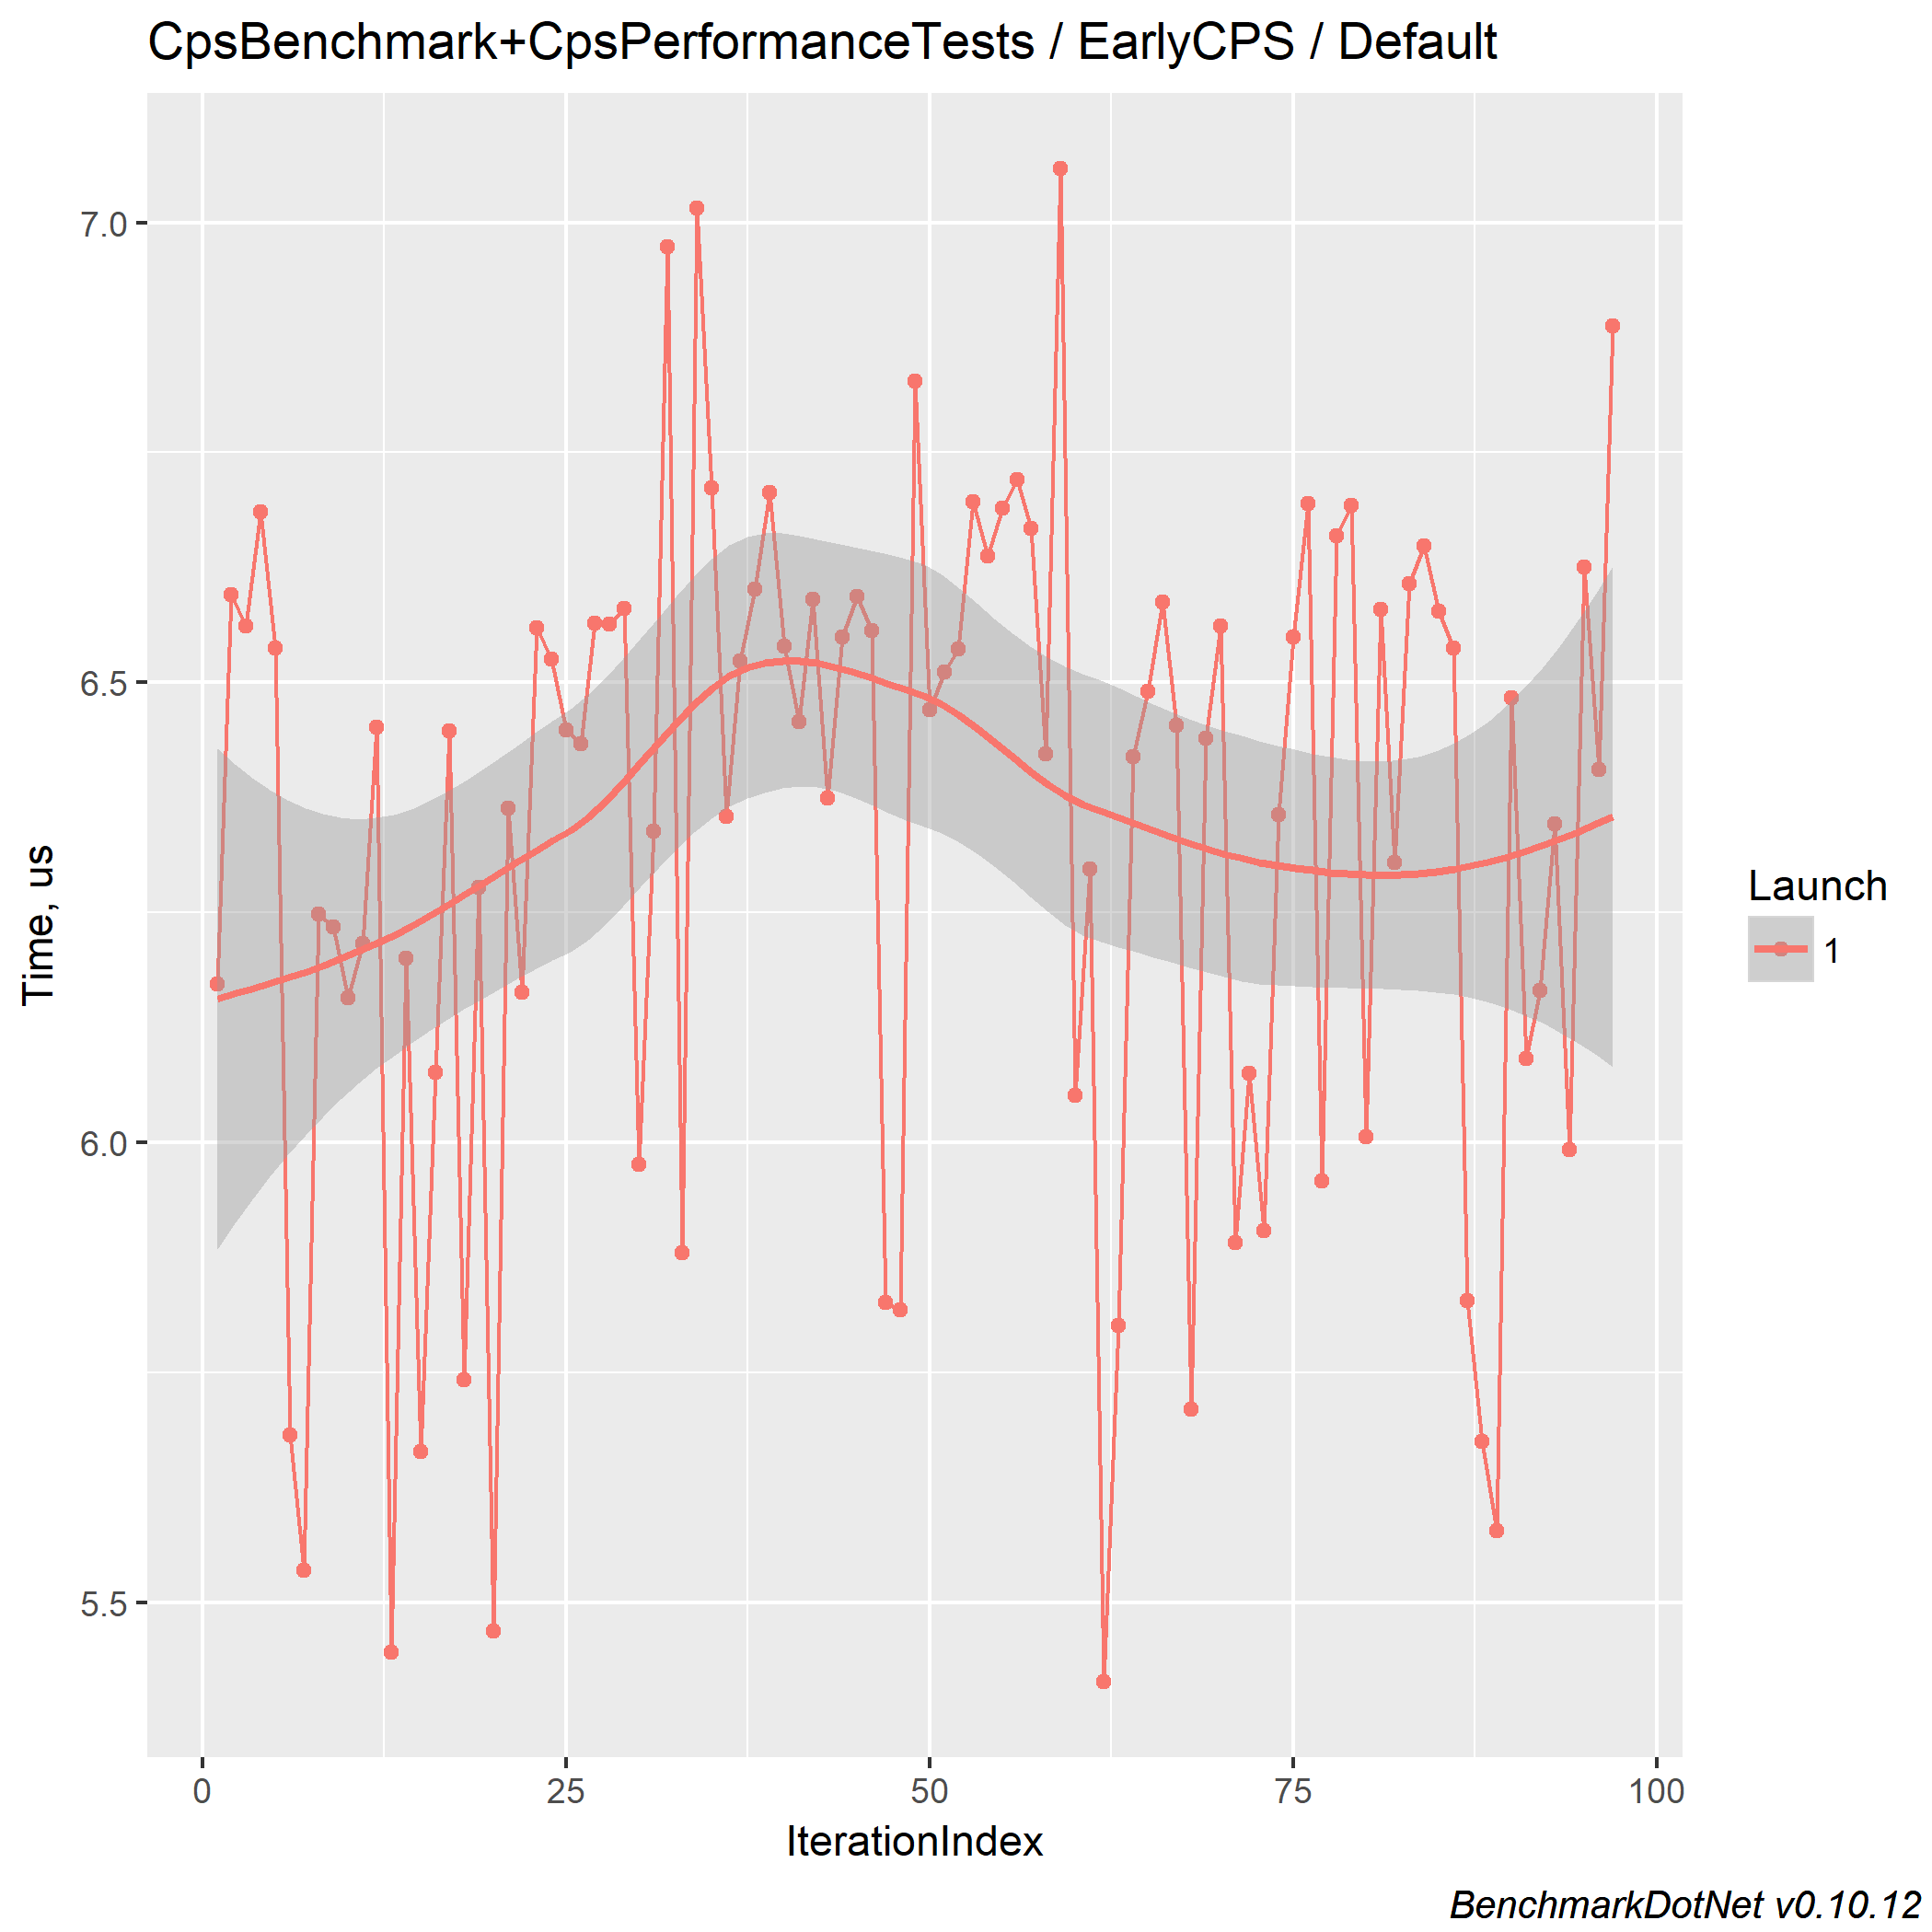 CpsBenchmark+CpsPerformanceTests / EarlyCPS / Default
7.0
6.5
6.0
5.5
Time, us
0 25 50 75 100
IterationIndex
Launch
1
BenchmarkDotNet v0.10.12